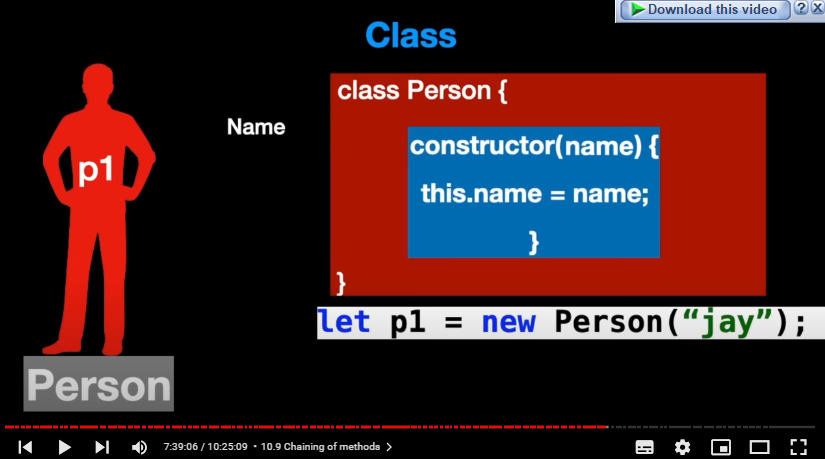 Download this video
Class
class Person {
Name
constructor(name) {
p1
this.name = name;
}
}
let p1 = new Person(“jay”);
Person
7:39:06 / 10:25:09 • 10.9 Chaining of methods